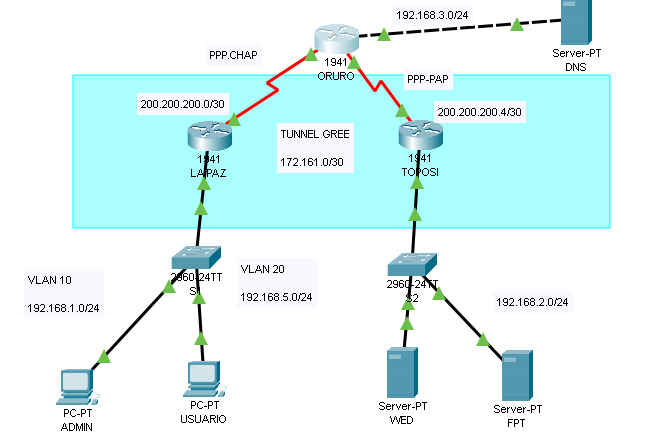 192.168.3.0/24
Server-PT
DNS
PPP.CHAP
1941
ORURO
PPP-PAP
200.200.200.0/30
200.200.200.4/30
TUNNEL GREE
172.161.0/30
1941
LAPAZ
1941
TOPOSI
VLAN 10
192.168.1.0/24
2960-24TT
S1
VLAN 20
192.168.5.0/24
2960-24TT
S2
192.168.2.0/24
PC-PT
ADMIN
PC-PT
USUARIO
Server-PT
WED
Server-PT
FPT